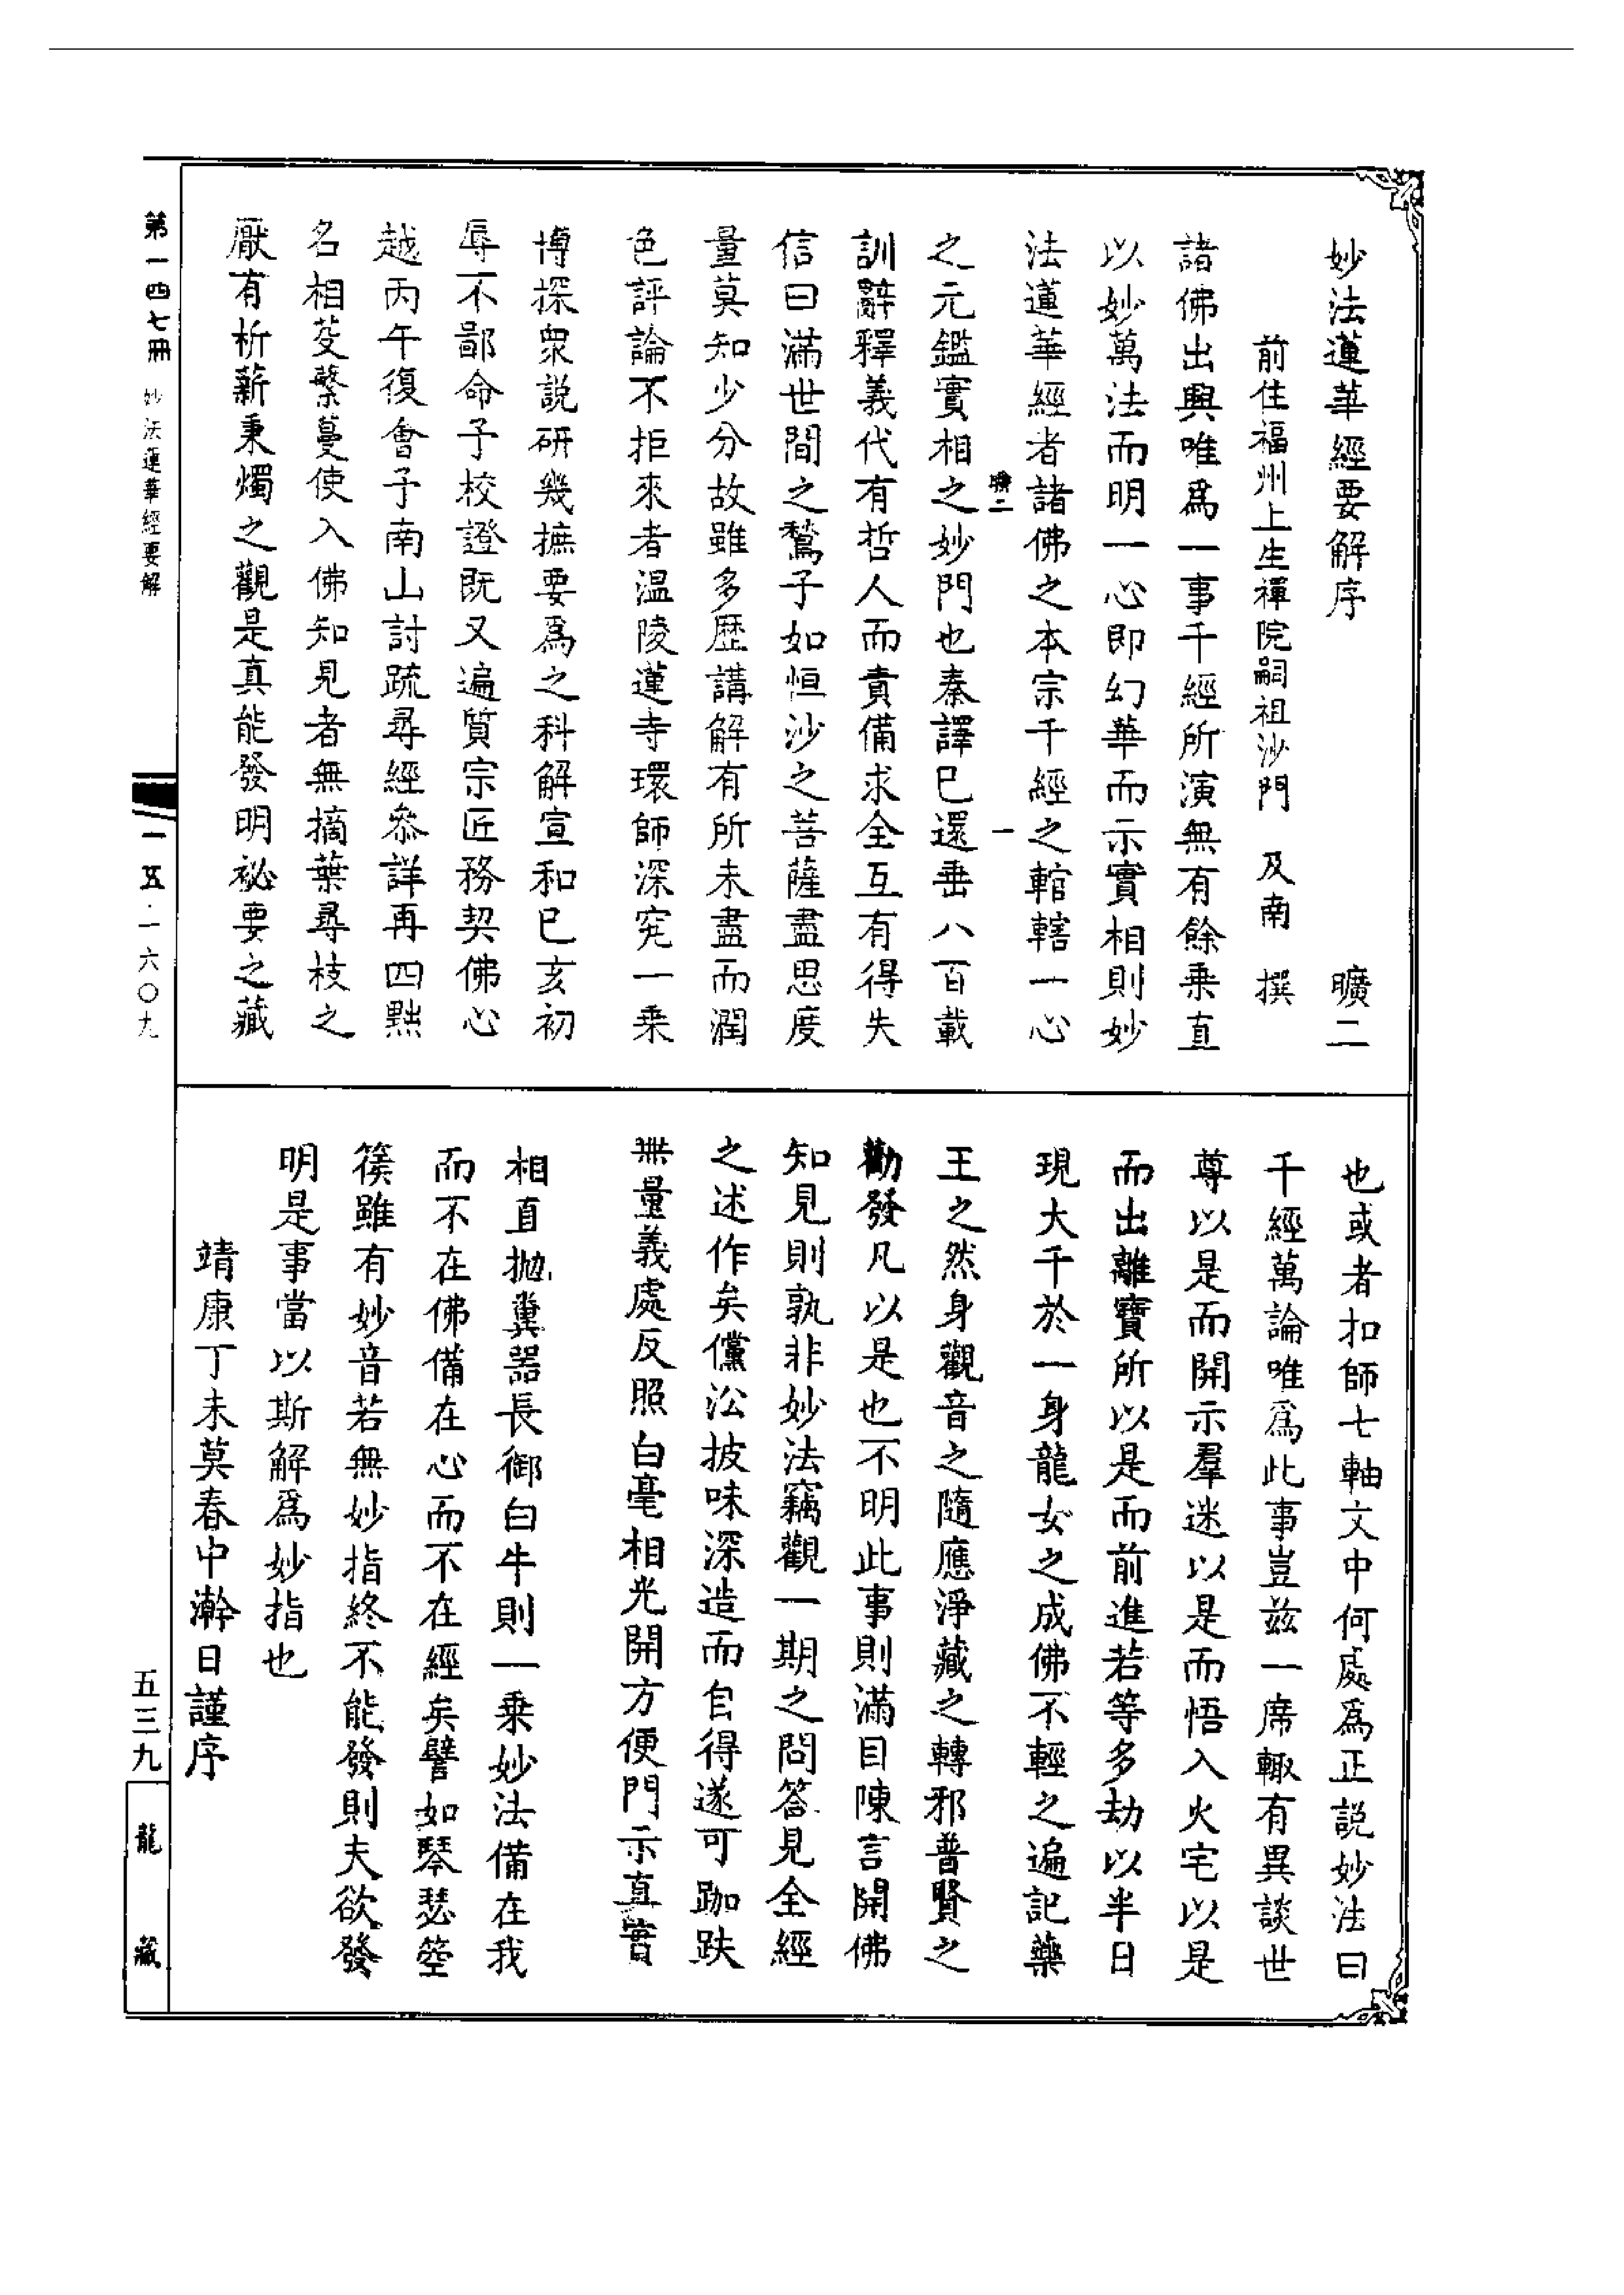 妙法蓮華經要解序 曠二
前住福州上生禪院嗣祖沙門 及南 撰
諸佛出興唯爲一事千經所演無有餘乗直
以妙萬法而明一心即幻華而示實相則妙
法蓮華經者諸佛之本宗千經之輨轄一心
曠二 一
之元鑑實相之妙門也秦譯巳還垂八百載
訓辭釋義代有哲人而責備求全互有得失
信曰滿世間之鶖子如恒沙之菩薩盡思度
量莫知少分故雖多歷講解有所未盡而潤
色評論不拒來者温陵蓮寺環師深究一乗
博探衆説研幾摭要爲之科解宣和巳亥初
辱不鄙命予校證既又遍質宗匠務契佛心
越丙午復會予南山討疏尋經叅詳再四㸃
名相芟繁蔓使入佛知見者無摘葉尋枝之
厭有析薪秉燭之觀是真能發明祕要之藏
也或者扣師七軸文中何處爲正説妙法曰
千經萬論唯爲此事豈兹一席輙有異談世
尊以是而開示羣迷以是而悟入火宅以是
而出離寶所以是而前進若等多劫以半日
現大千於一身龍女之成佛不輕之遍記藥
王之然身觀音之隨應淨藏之轉邪普賢之
勸發凡以是也不明此事則滿目陳言開佛
知見則孰非妙法竊觀一期之問答見全經
之述作矣儻㳂披味深造而自得遂可跏趺
無量義處反照白毫相光開方便門示真實
相直抛糞器長御白牛則一乗妙法備在我
而不在佛備在心而不在經矣譬如琴瑟箜
篌雖有妙音若無妙指終不能發則夫欲發
明是事當以斯解爲妙指也
靖康丁未莫春中澣日謹序
第一四七册 妙法蓮華經要解
一五·一六〇九
五三九
龍藏